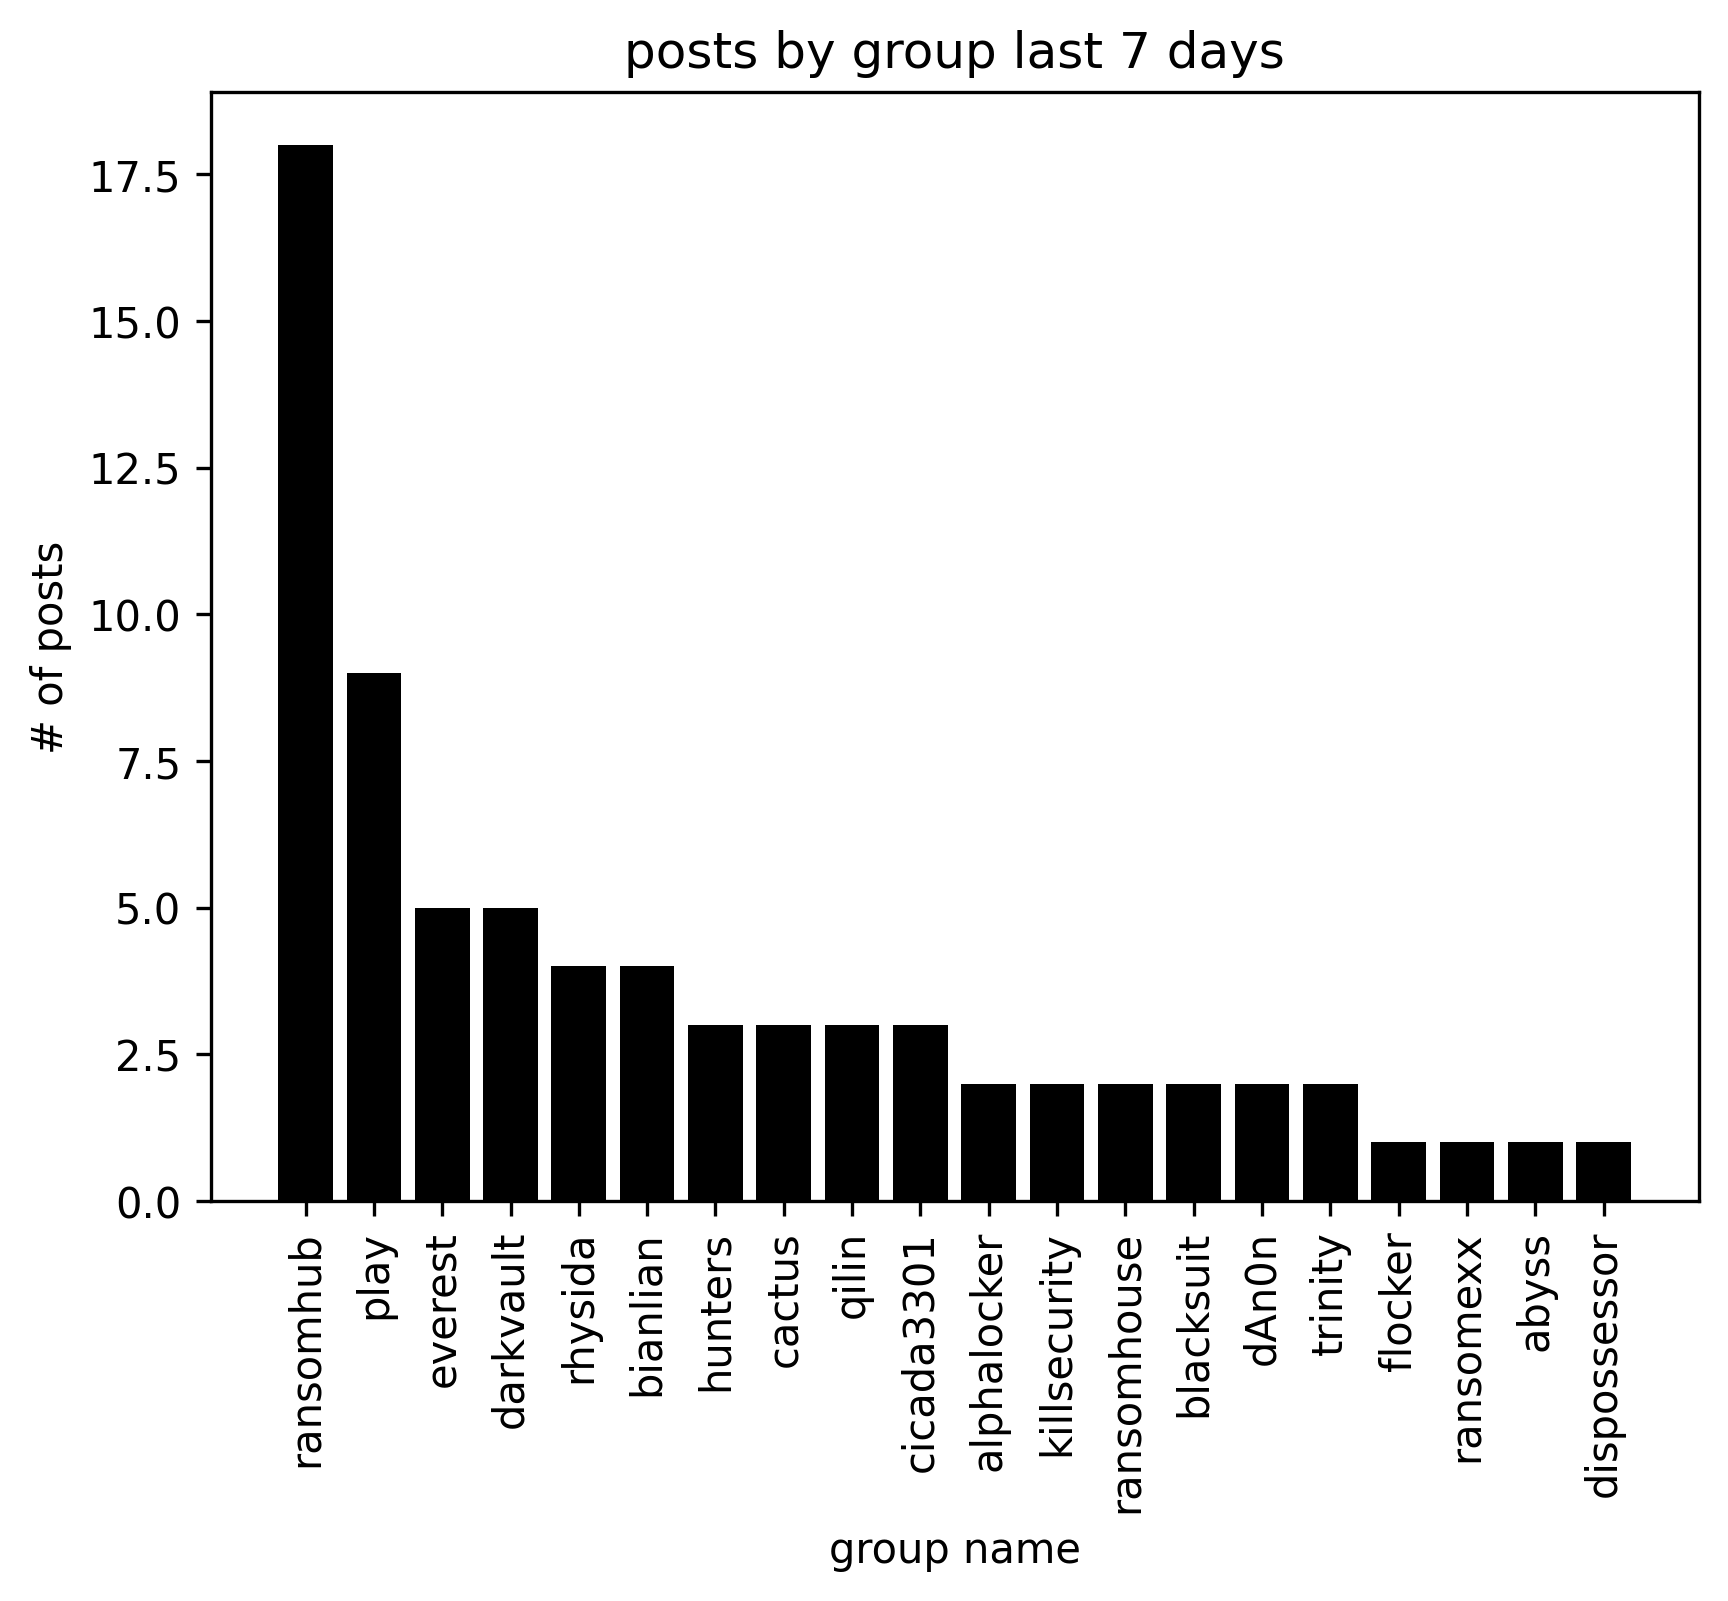 posts by group last 7 days
# of posts
17.5
15.0
12.5
10.0
7.5
5.0
2.5
0.0
ransomhub
play
everest
darkvault
rhysida
bianlian
hunters
cactus
qilin
cicada3301
alphalocker
killsecurity
ransomhouse
blacksuit
dAn0n
trinity
flocker
ransomexx
abyss
dispossessor
group name